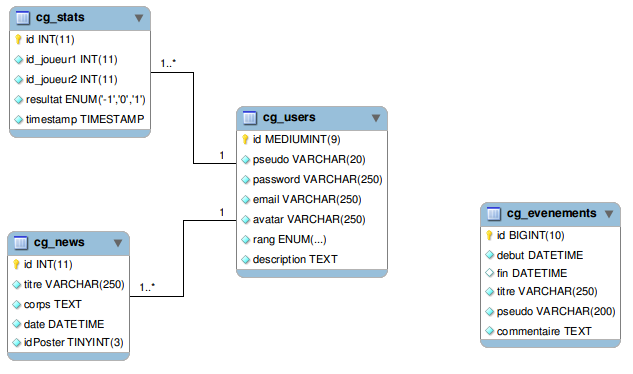 cg_stats
id INT(11)
id_joueur1 INT(11)
id_joueur2 INT(11)
resultat ENUM('-1','0','1')
timestamp TIMESTAMP
1..*
1
cg_users
id MEDIUMINT(9)
pseudo VARCHAR(20)
password VARCHAR(250)
email VARCHAR(250)
avatar VARCHAR(250)
rang ENUM(...)
description TEXT
1
1..*
cg_news
id INT(11)
titre VARCHAR(250)
corps TEXT
date DATETIME
idPoster TINYINT(3)
cg_evenements
id BIGINT(10)
debut DATETIME
fin DATETIME
titre VARCHAR(250)
pseudo VARCHAR(200)
commentaire TEXT